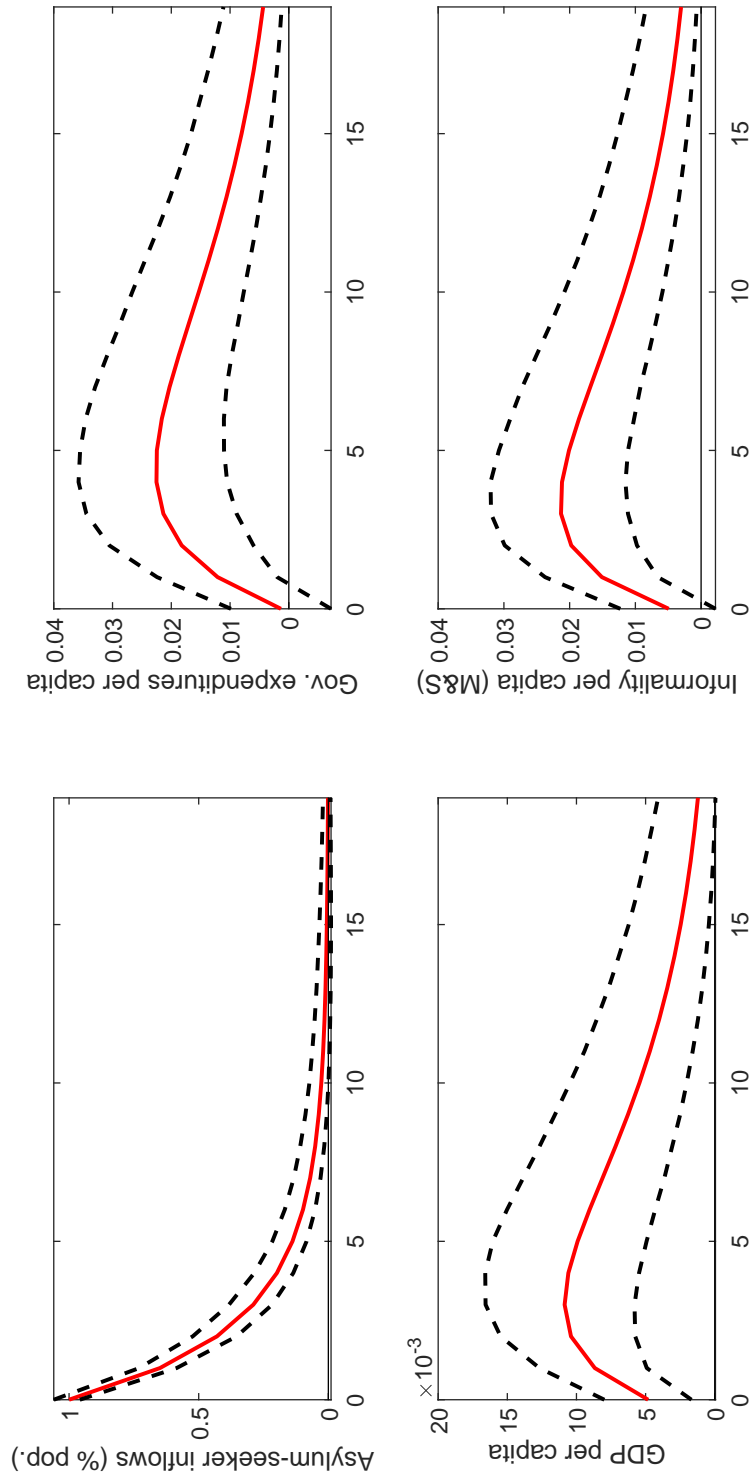 Asylum-seeker inflows (% pop.)
1
0.5
0
0 5 10 15
Gov. expenditures per capita
0.04
0.03
0.02
0.01
0
0 5 10 15
GDP per capita
×10-3
20
15
10
5
0
0 5 10 15
Informality per capita (M&S)
0.04
0.03
0.02
0.01
0
0 5 10 15